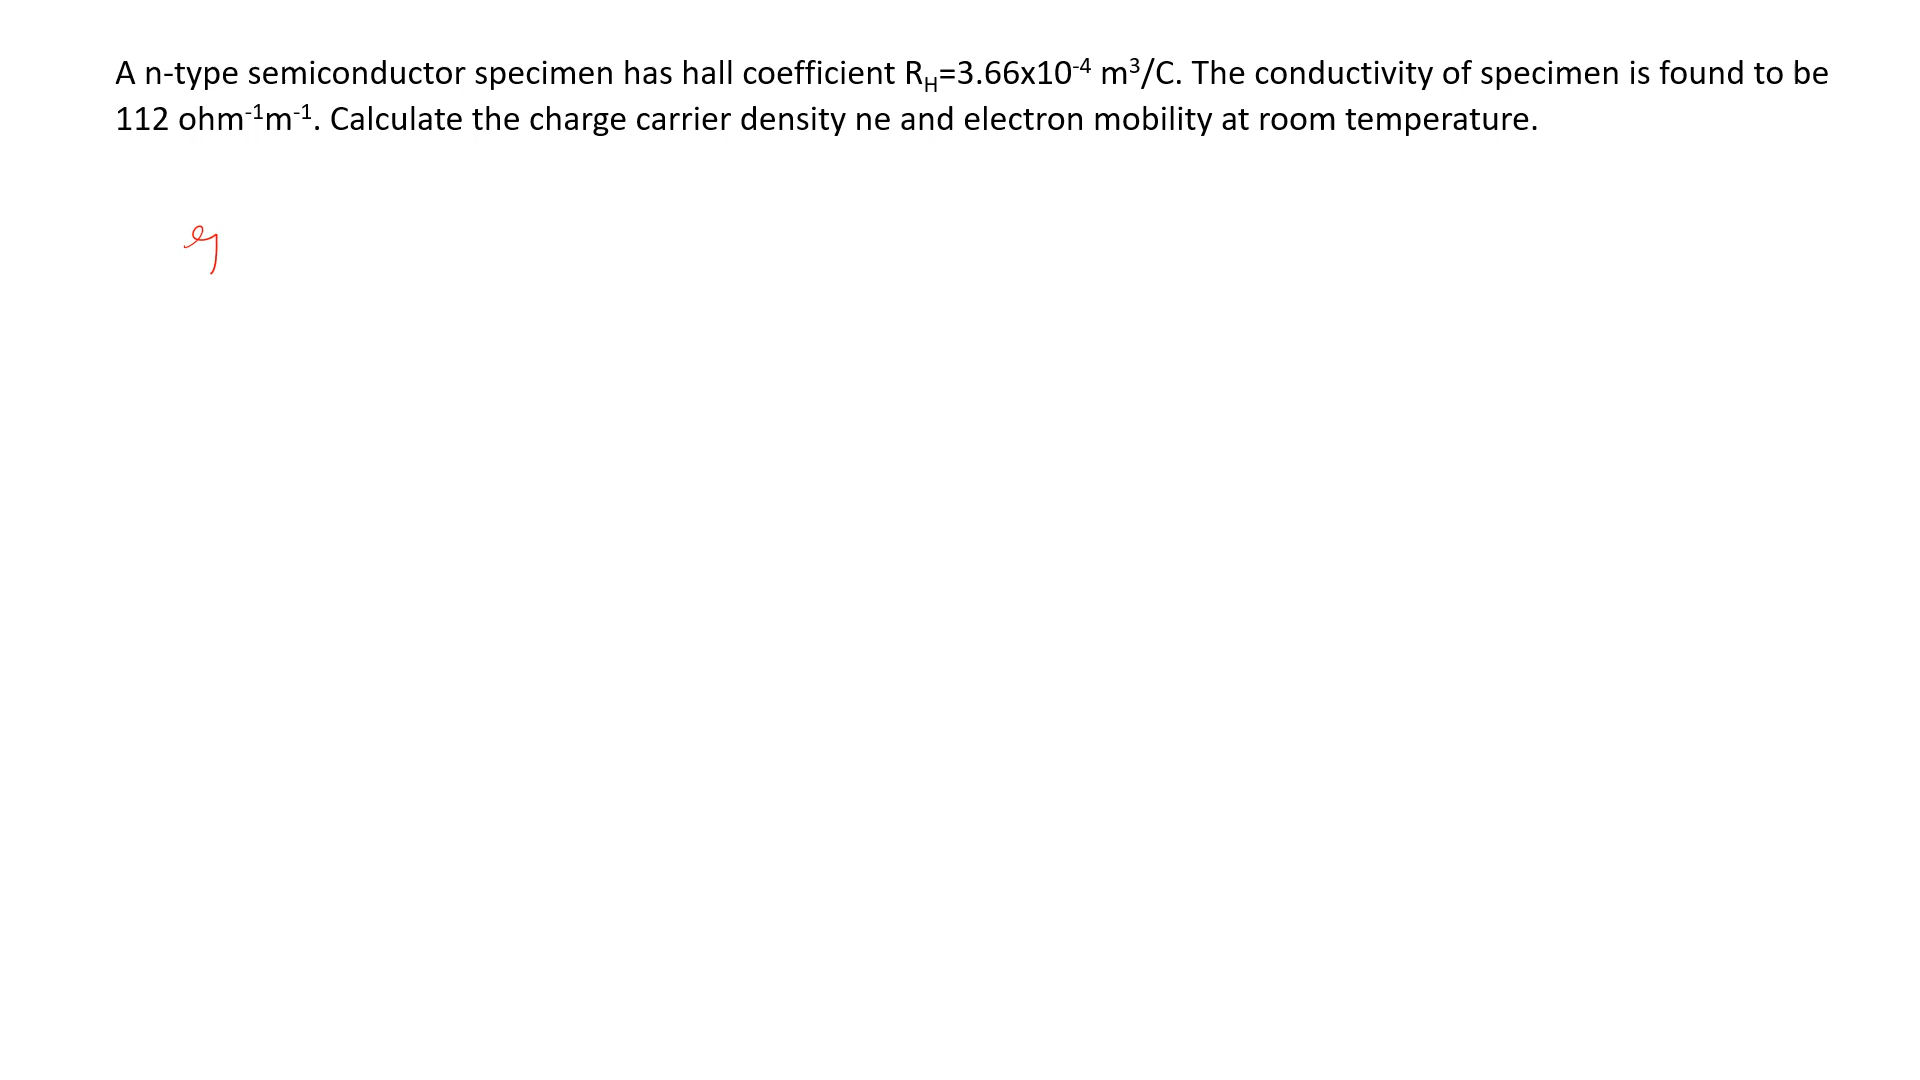 A n-type semiconductor specimen has hall coefficient R_H=3.66x10⁻⁴ m³/C. The conductivity of specimen is found to be
112 ohm⁻¹m⁻¹. Calculate the charge carrier density ne and electron mobility at room temperature.